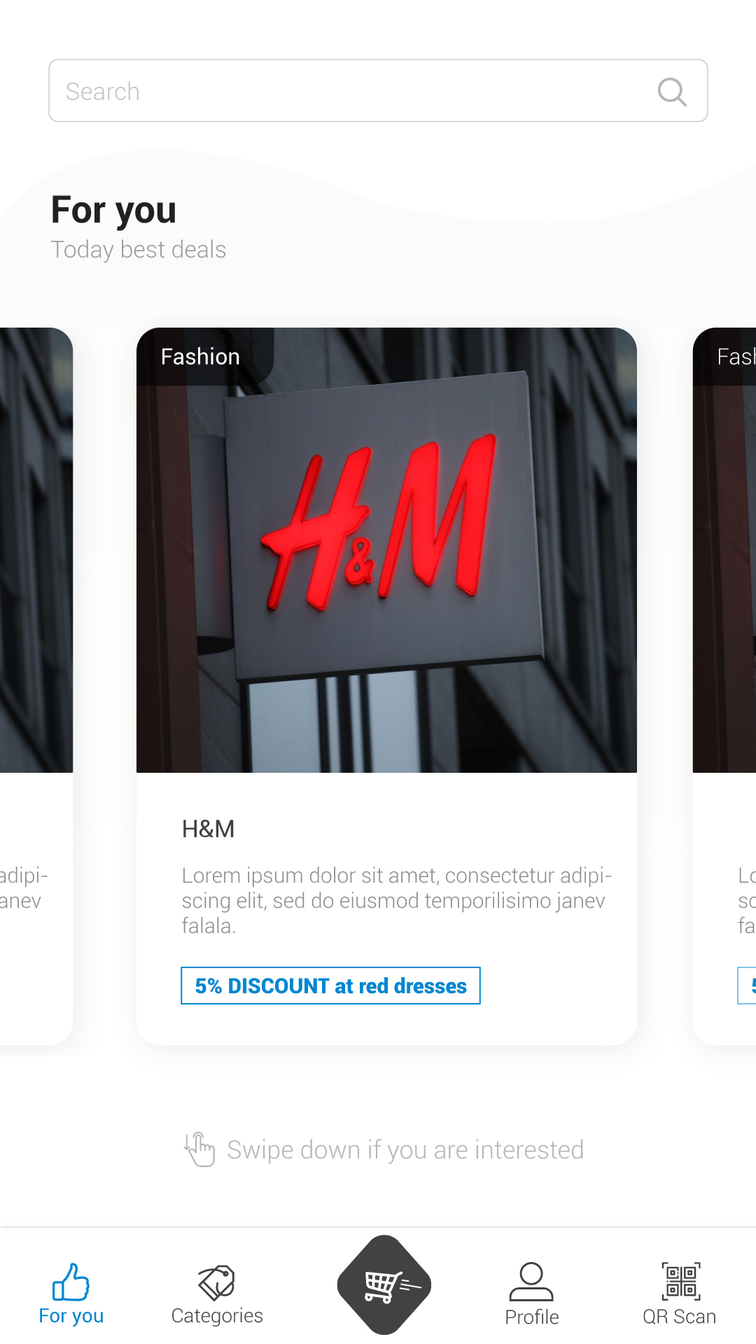 Search
For you
Today best deals
Fashion
H&M
H&M
Lorem ipsum dolor sit amet, consectetur adipi-
scing elit, sed do eiusmod temporilisimo janev
falala.
5% DISCOUNT at red dresses
adipi-
anev
Swipe down if you are interested
For you
Categories
Profile
QR Scan